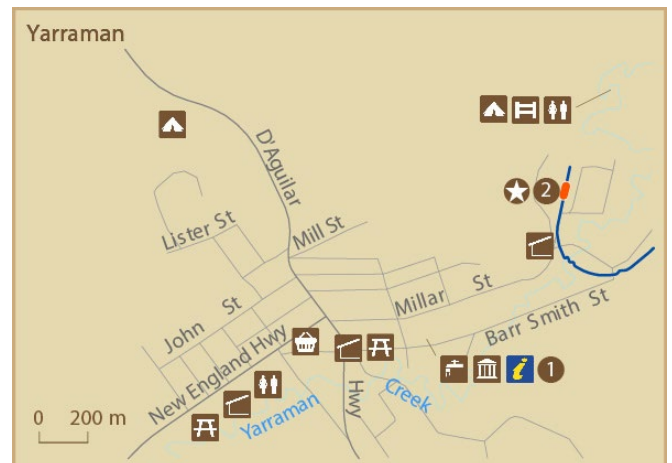 Yarraman
D'Aguilar
2
Lister St
Mill St
Millar St
Barr Smith St
John St
New England Hwy
i 1
Hwy
Creek
Yarraman
0 200 m